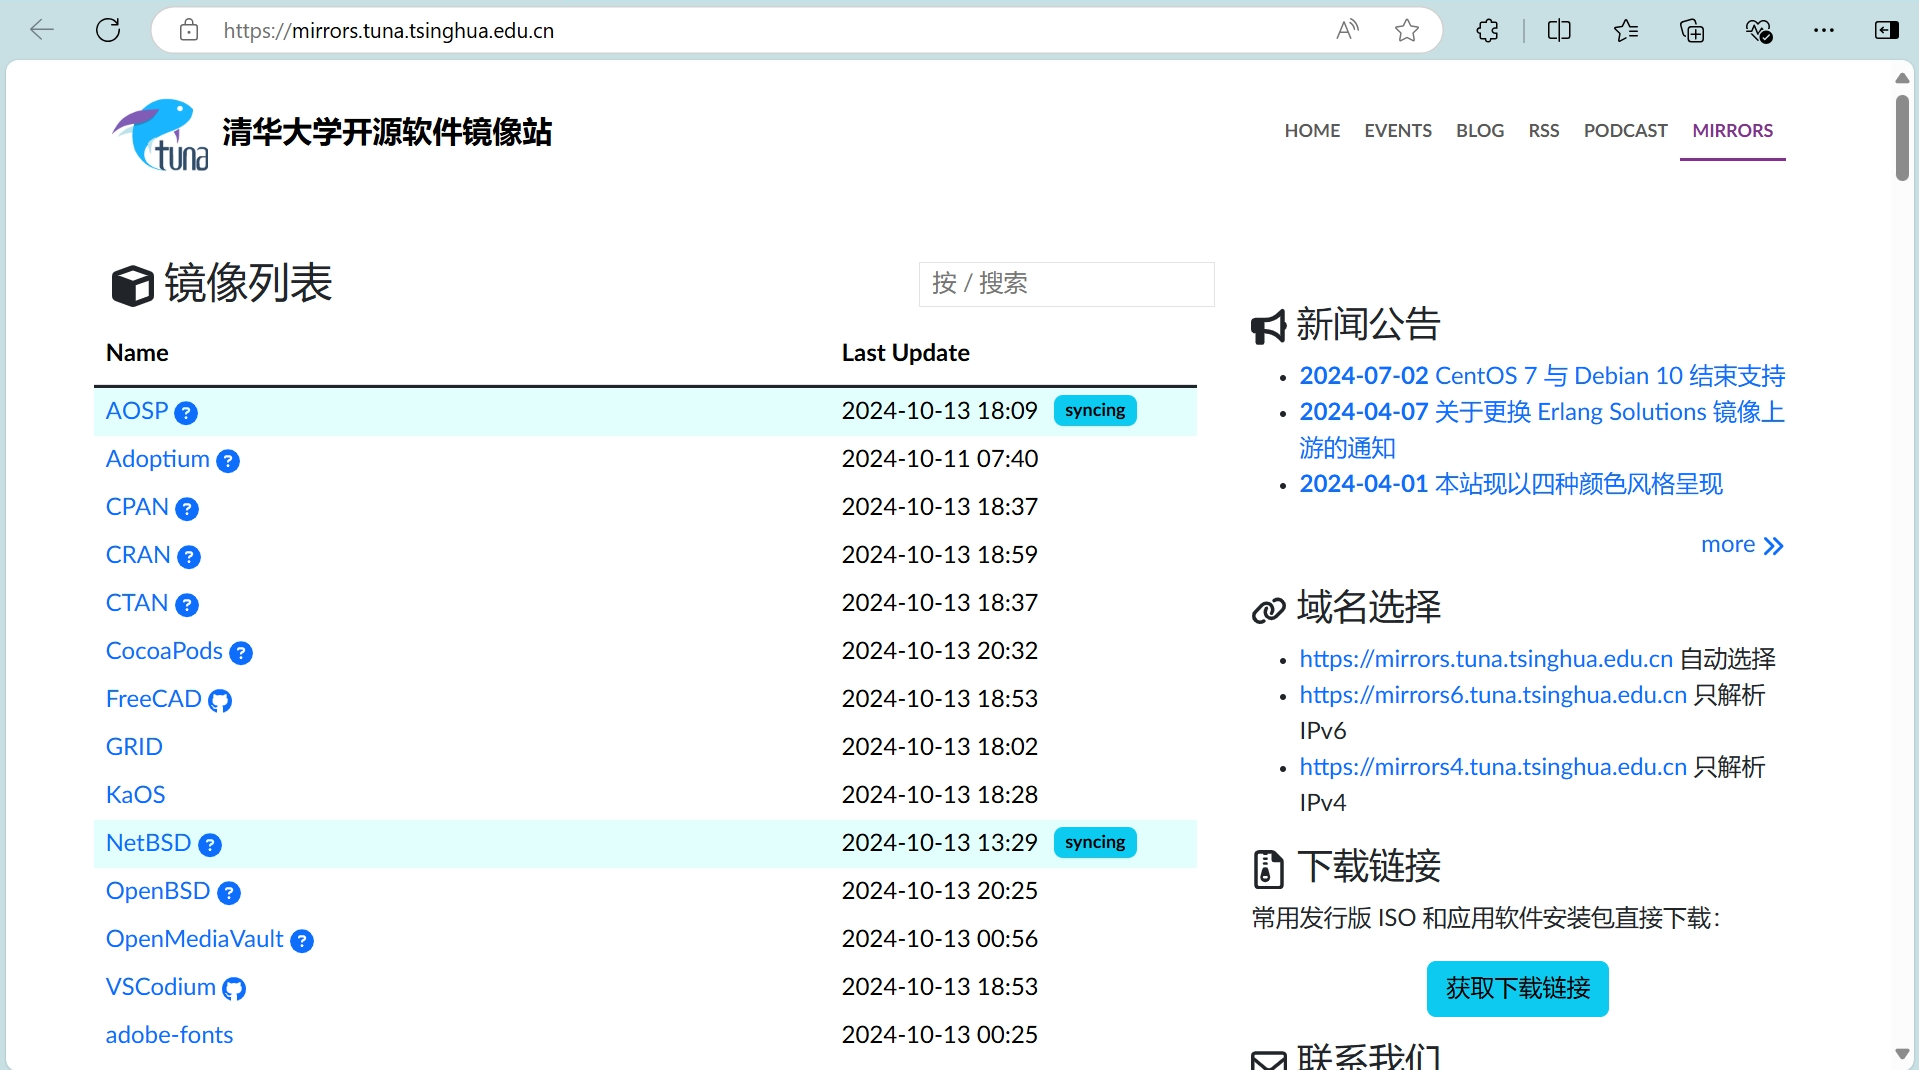 https://mirrors.tuna.tsinghua.edu.cn
tuna
清华大学开源软件镜像站
HOME EVENTS BLOG RSS PODCAST MIRRORS
镜像列表
按 / 搜索
Name Last Update
AOSP ? 2024-10-13 18:09 syncing
Adoptium ? 2024-10-11 07:40
CPAN ? 2024-10-13 18:37
CRAN ? 2024-10-13 18:59
CTAN ? 2024-10-13 18:37
CocoaPods ? 2024-10-13 20:32
FreeCAD 2024-10-13 18:53
GRID 2024-10-13 18:02
KaOS 2024-10-13 18:28
NetBSD ? 2024-10-13 13:29 syncing
OpenBSD ? 2024-10-13 20:25
OpenMediaVault ? 2024-10-13 00:56
VSCodium 2024-10-13 18:53
adobe-fonts 2024-10-13 00:25
新闻公告
2024-07-02 CentOS 7 与 Debian 10 结束支持
2024-04-07 关于更换 Erlang Solutions 镜像上
游的通知
2024-04-01 本站现以四种颜色风格呈现
more
域名选择
https://mirrors.tuna.tsinghua.edu.cn 自动选择
https://mirrors6.tuna.tsinghua.edu.cn 只解析
IPv6
https://mirrors4.tuna.tsinghua.edu.cn 只解析
IPv4
下载链接
常用发行版 ISO 和应用软件安装包直接下载：
获取下载链接
联系我们